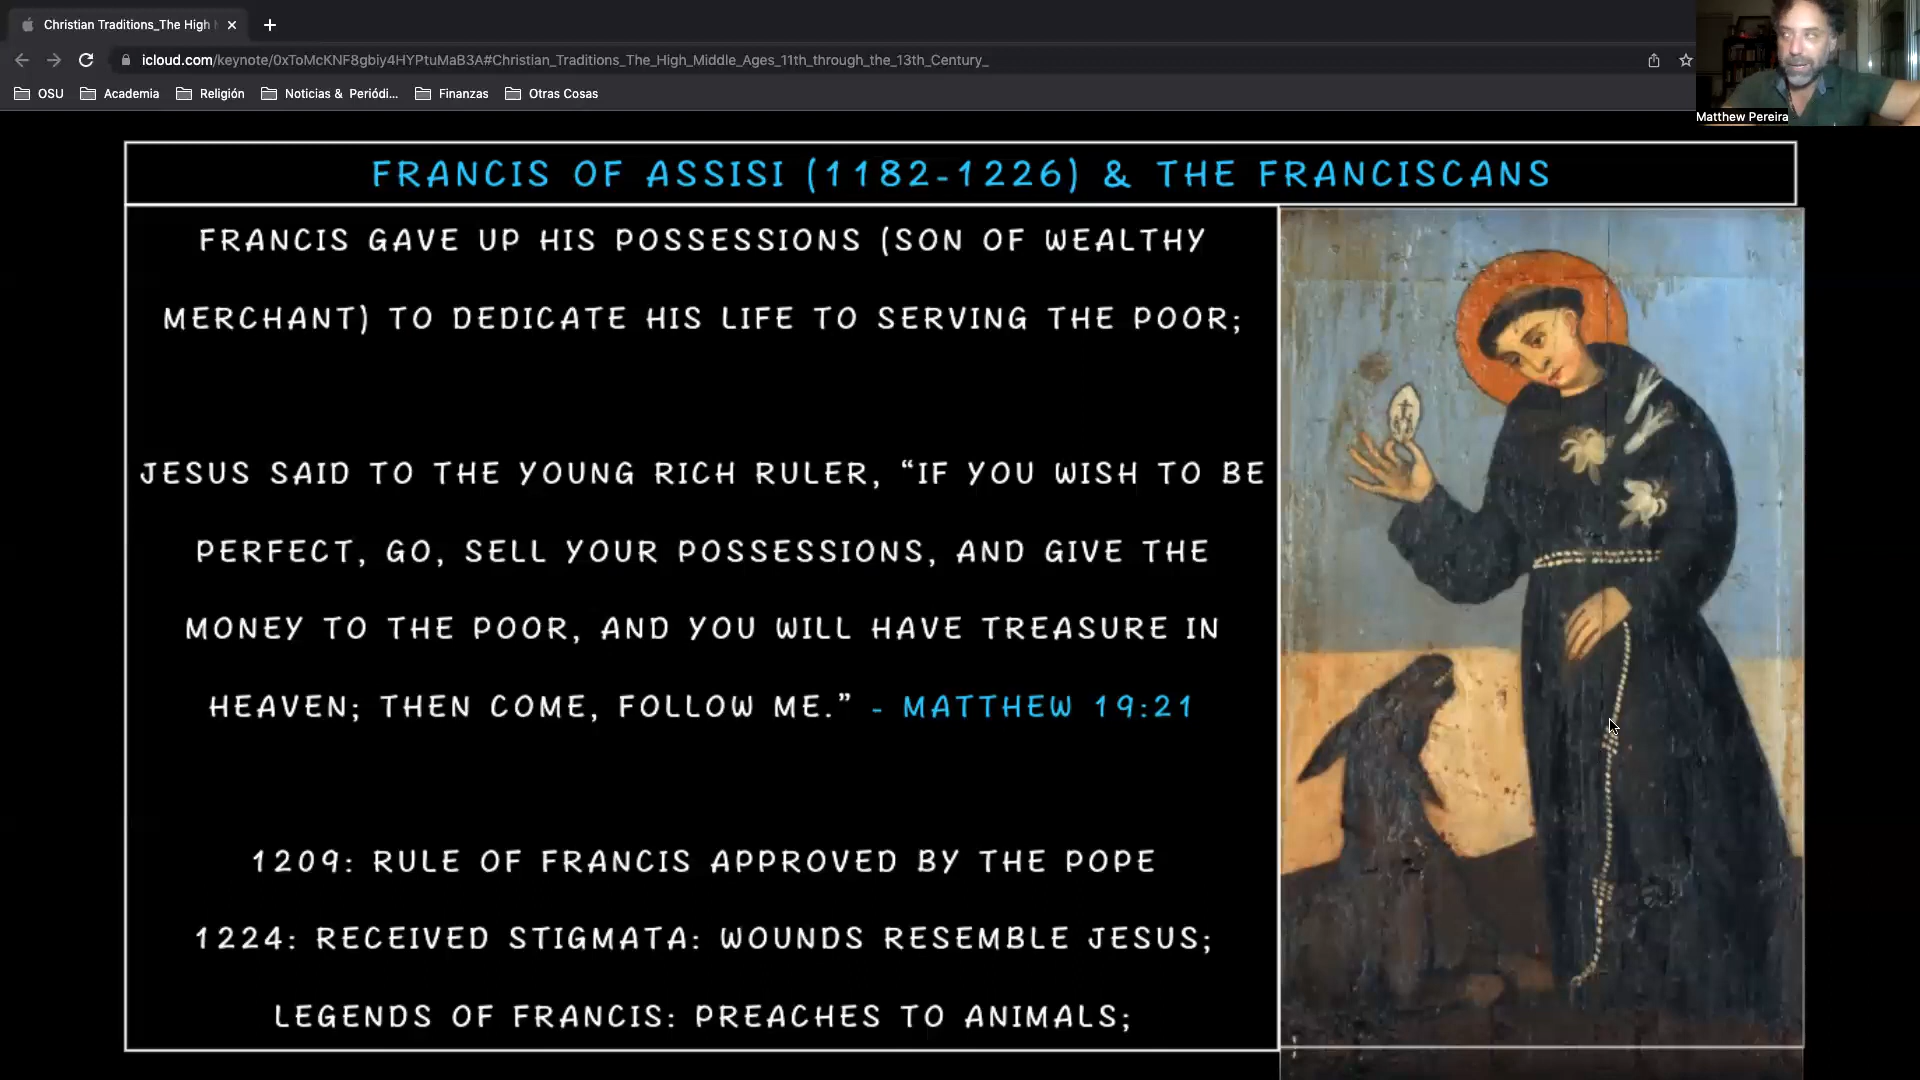 Christian Traditions_The High
icloud.com/keynote/0xToMcKNF8gbiy4HYPtuMaB3A#Christian_Traditions_The_High_Middle_Ages_11th_through_the_13th_Century_
OSU Academia Religión Noticias & Periódi... Finanzas Otras Cosas
Matthew Pereira
FRANCIS OF ASSISI (1182-1226) & THE FRANCISCANS
FRANCIS GAVE UP HIS POSSESSIONS (SON OF WEALTHY
MERCHANT) TO DEDICATE HIS LIFE TO SERVING THE POOR;
JESUS SAID TO THE YOUNG RICH RULER, “IF YOU WISH TO BE
PERFECT, GO, SELL YOUR POSSESSIONS, AND GIVE THE
MONEY TO THE POOR, AND YOU WILL HAVE TREASURE IN
HEAVEN; THEN COME, FOLLOW ME.” - MATTHEW 19:21
1209: RULE OF FRANCIS APPROVED BY THE POPE
1224: RECEIVED STIGMATA: WOUNDS RESEMBLE JESUS;
LEGENDS OF FRANCIS: PREACHES TO ANIMALS;